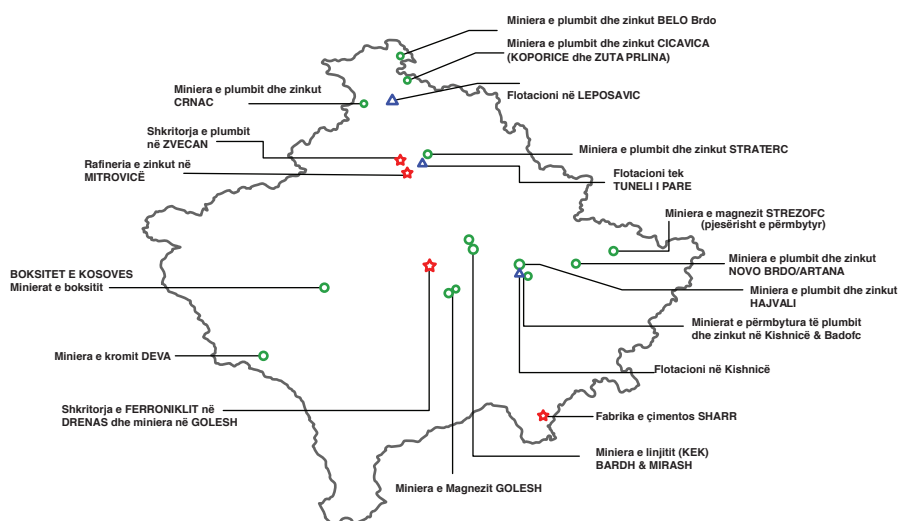 Miniera e plumbit dhe zinkut BELO Brdo
Miniera e plumbit dhe zinkut CICAVICA
(KOPORICE dhe ZUTA PRLINA)
Flotacioni në LEPOSAVIC
Miniera e plumbit dhe zinkut
CRNAC
Shkritorja e plumbit
në ZVECAN
Rafineria e zinkut në
MITROVICË
Miniera e plumbit dhe zinkut STRATERC
Flotacioni tek
TUNELI I PARE
Miniera e magnezit STREZOFC
(pjesërisht e përmbytyr)
Miniera e plumbit dhe zinkut
NOVO BRDO/ARTANA
Miniera e plumbit dhe zinkut
HAJVALI
BOKSITET E KOSOVES
Minierat e boksitit
Minierat e përmbytura të plumbit
dhe zinkut në Kishnicë & Badofc
Miniera e kromit DEVA
Flotacioni në Kishnicë
Shkritorja e FERRONIKLIT në
DRENAS dhe miniera në GOLESH
Fabrika e çimentos SHARR
Miniera e linjitit (KEK)
BARDH & MIRASH
Miniera e Magnezit GOLESH